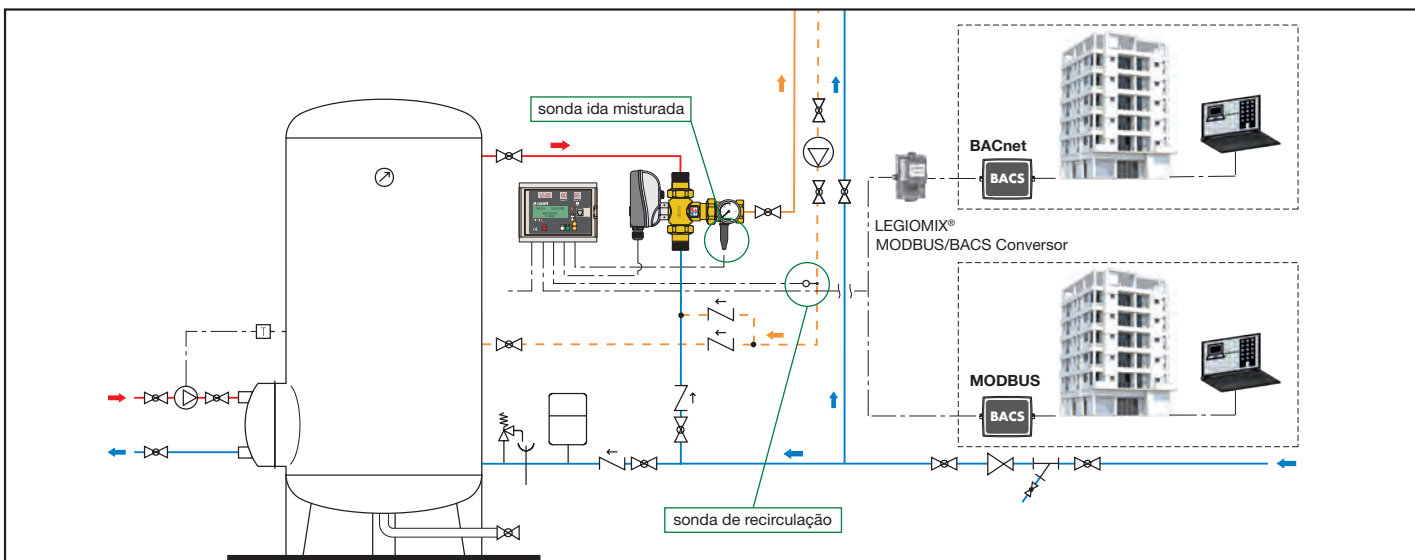 sonda ida misturada
BACnet
BACS
LEGIOMIX®
MODBUS/BACS Conversor
T
MODBUS
BACS
sonda de recirculação